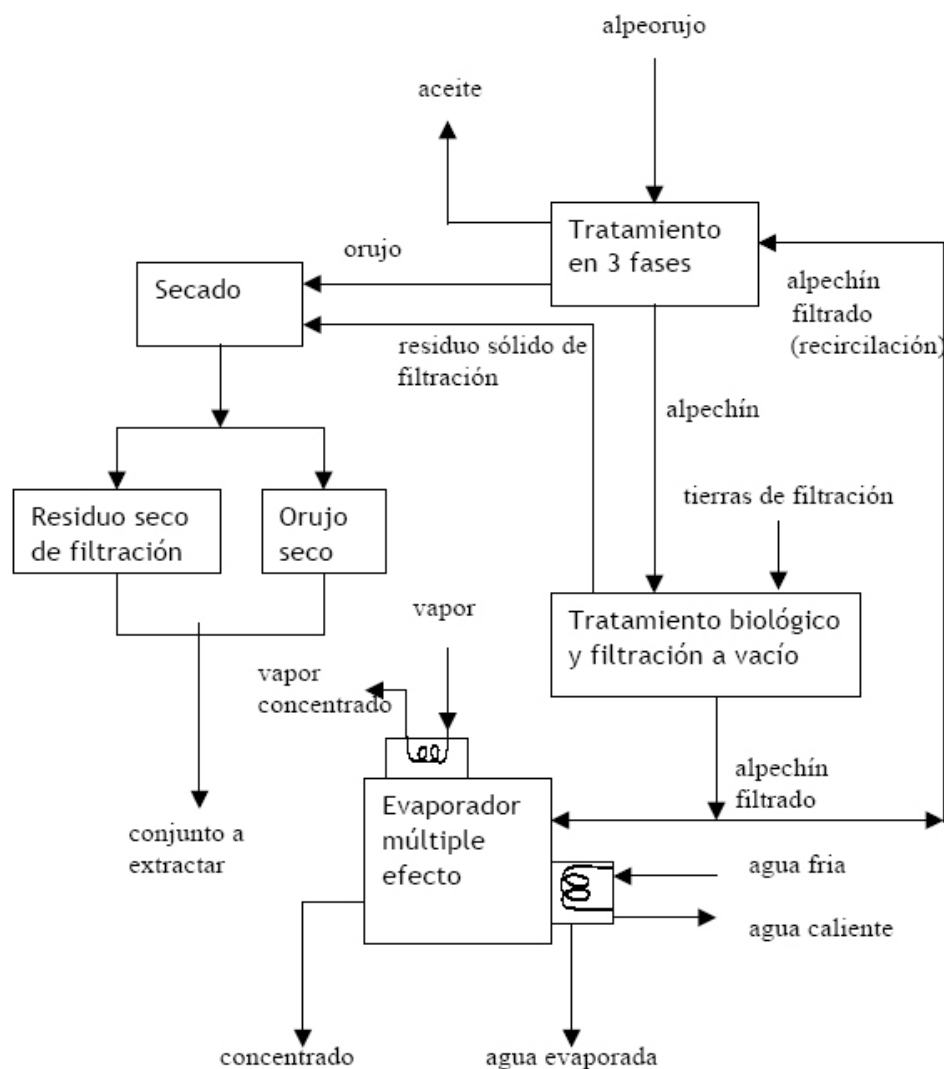 alpeorujo
aceite
Tratamiento
en 3 fases
orujo
Secado
alpechín
filtrado
(recircilación)
residuo sólido de
filtración
alpechín
tierras de filtración
Residuo seco
de filtración
Orujo
seco
vapor
Tratamiento biológico
y filtración a vacío
vapor
concentrado
alpechín
filtrado
Evaporador
múltiple
efecto
conjunto a
extractar
agua fria
agua caliente
concentrado
agua evaporada